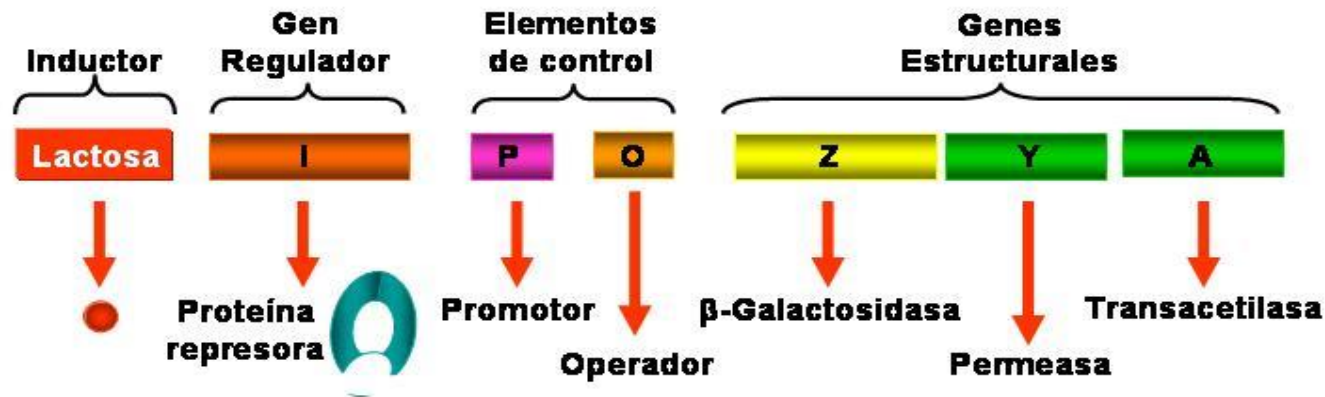 Inductor
Gen
Regulador
Elementos
de control
Genes
Estructurales
Lactosa
I
P
O
Z
Y
A
Proteína
represora
Promotor
Operador
β-Galactosidasa
Permeasa
Transacetilasa